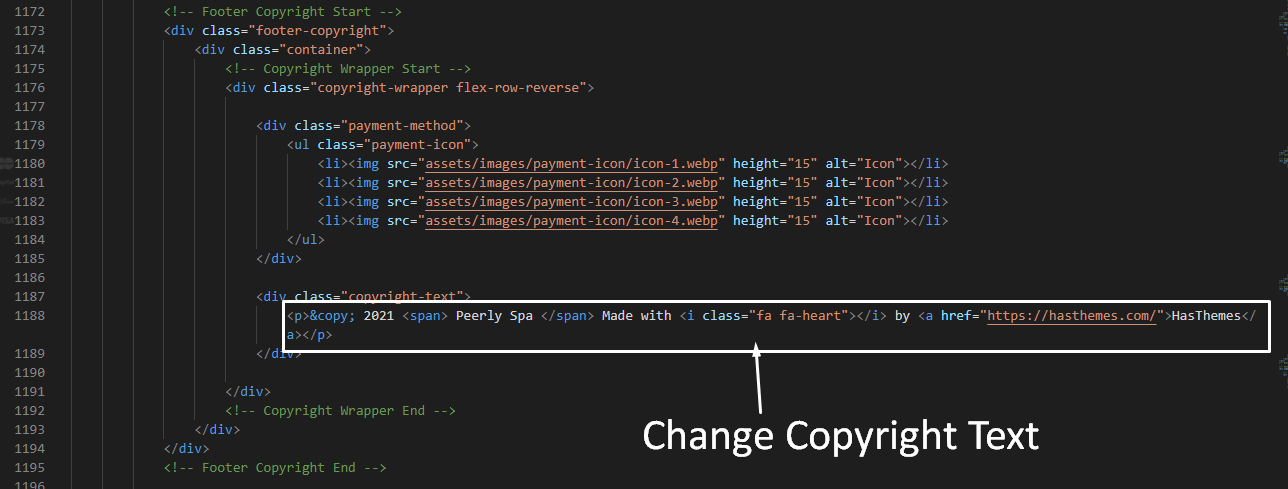 1172 <!-- Footer Copyright Start -->
1173 <div class="footer-copyright">
1174 <div class="container">
1175 <!-- Copyright Wrapper Start -->
1176 <div class="copyright-wrapper flex-row-reverse">
1177
1178 <div class="payment-method">
1179 <ul class="payment-icon">
1180 <li><img src="assets/images/payment-icon/icon-1.webp" height="15" alt="Icon"></li>
1181 <li><img src="assets/images/payment-icon/icon-2.webp" height="15" alt="Icon"></li>
1182 <li><img src="assets/images/payment-icon/icon-3.webp" height="15" alt="Icon"></li>
1183 <li><img src="assets/images/payment-icon/icon-4.webp" height="15" alt="Icon"></li>
1184 </ul>
1185 </div>
1186
1187 <div class="copyright-text">
1188 <p>&copy; 2021 <span> Peerly Spa </span> Made with <i class="fa fa-heart"></i> by <a href="https://hasthemes.com/">HasThemes</
a></p>
1189 </div>
1190
1191 </div>
1192 <!-- Copyright Wrapper End -->
1193 </div>
1194 </div>
1195 <!-- Footer Copyright End -->
1196
Change Copyright Text